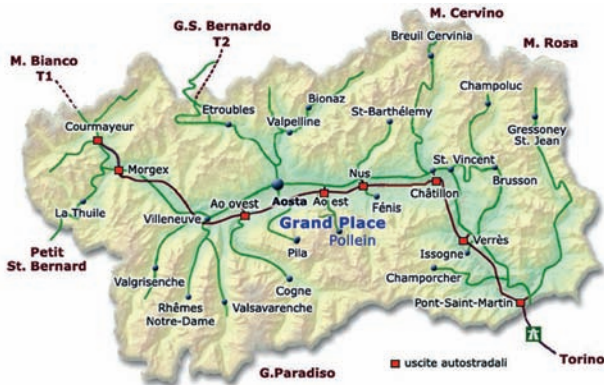 M. Cervino
G.S. Bernardo
T2
Breuil Cervinia
M. Rosa
M. Bianco
T1
Bionaz
Champoluc
Etroubles
St-Barthélemy
Valpelline
Gressoney
St. Jean
Courmayeur
Morgex
Nus
St. Vincent
Brusson
Ao ovest
Aosta
Ao est
Châtillon
La Thuile
Villeneuve
Fénis
Grand Place
Pollein
Verrès
Issogne
Petit
St. Bernard
Pila
Valgrisenche
Cogne
Champorcher
Rhêmes
Notre-Dame
Valsavarenche
Pont-Saint-Martin
G.Paradiso
uscite autostradali
Torino